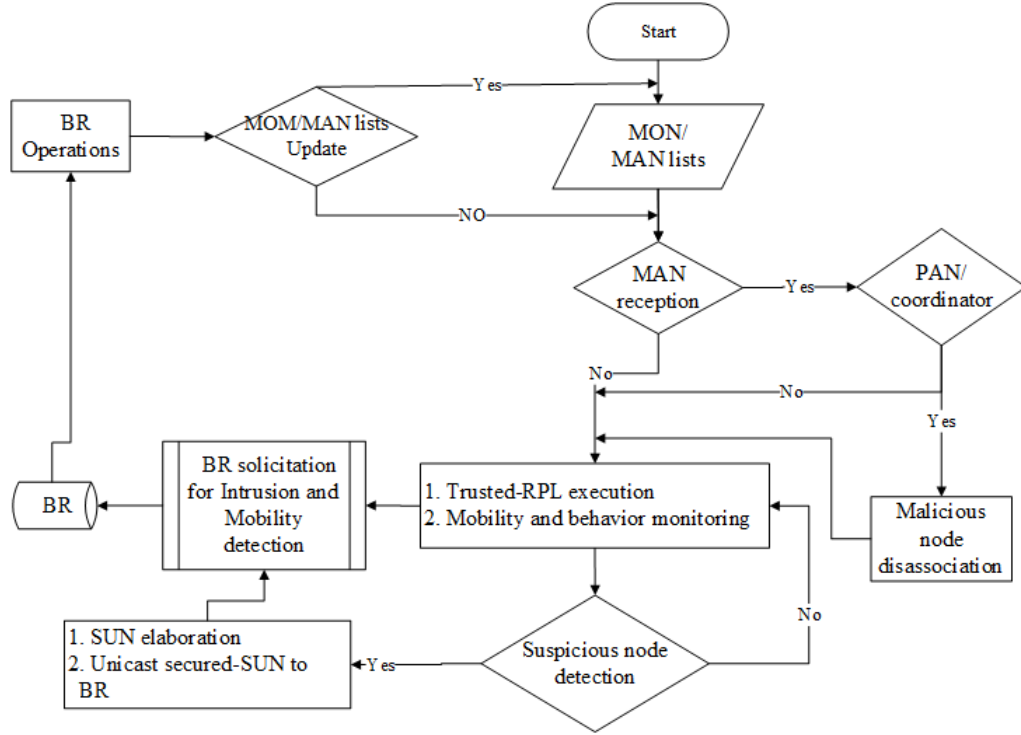 Start
Yes
BR
Operations
MOM/MAN lists
Update
MON/
MAN lists
NO
MAN
reception
Yes
PAN/
coordinator
No
No
Yes
BR
BR solicitation
for Intrusion and
Mobility
detection
1. Trusted-RPL execution
2. Mobility and behavior monitoring
Malicious
node
disassociation
No
1. SUN elaboration
2. Unicast secured-SUN to
BR
Yes
Suspicious node
detection